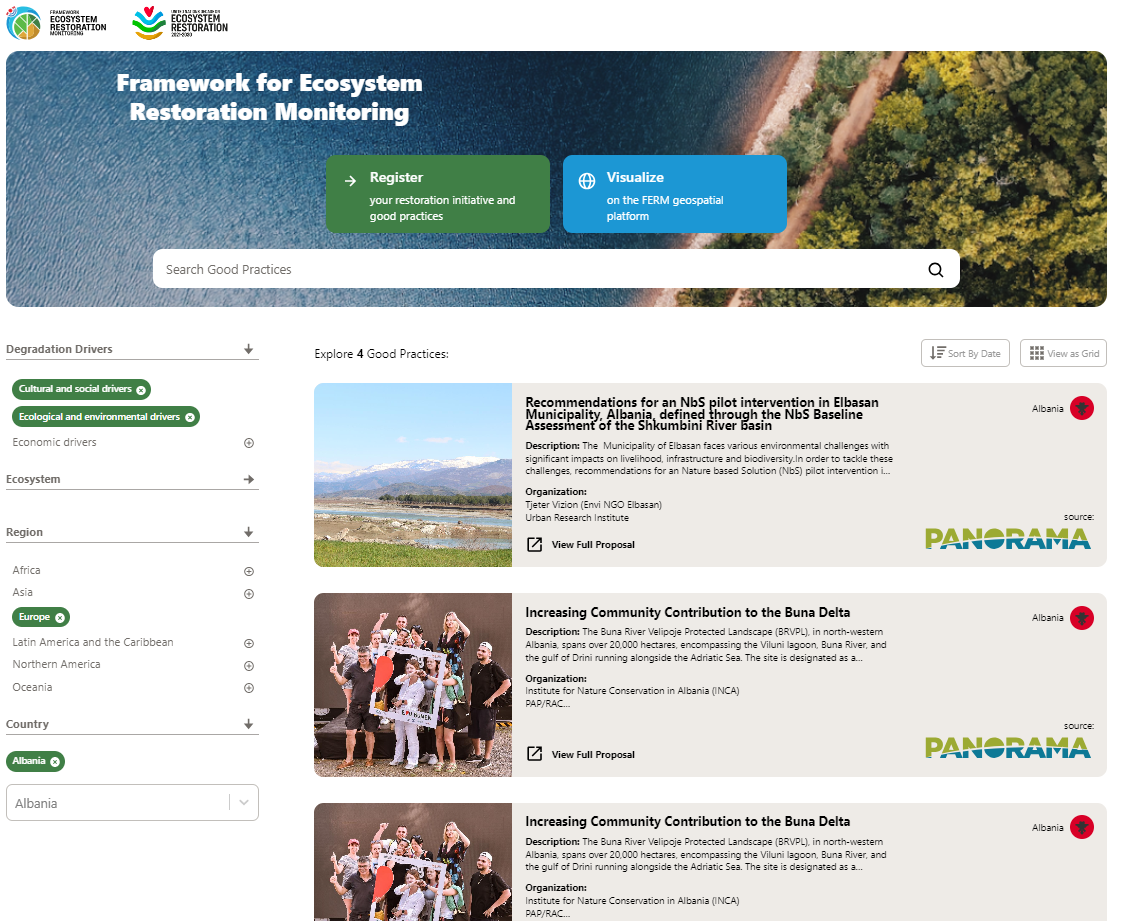 FRAMEWORK
ECOSYSTEM
RESTORATION
MONITORING
UNITED NATIONS DECADE ON
ECOSYSTEM
RESTORATION
2021-2030
Framework for Ecosystem
Restoration Monitoring
Register
your restoration initiative and
good practices
Visualize
on the FERM geospatial
platform
Search Good Practices
Degradation Drivers
Cultural and social drivers
Ecological and environmental drivers
Economic drivers
Ecosystem
Region
Africa
Asia
Europe
Latin America and the Caribbean
Northern America
Oceania
Country
Albania
Albania
Explore 4 Good Practices:
Sort By Date
View as Grid
Recommendations for an NbS pilot intervention in Elbasan
Municipality, Albania, defined through the NbS Baseline
Assessment of the Shkumbini River basin
Albania
Description: The  Municipality of Elbasan faces various environmental challenges with
significant impacts on livelihood, infrastructure and biodiversity.In order to tackle these
challenges, recommendations for an Nature based Solution (NbS) pilot intervention i...
Organization:
Tjeter Vizion (Envi NGO Elbasan)
Urban Research Institute
View Full Proposal
source:
PANORAMA
Increasing Community Contribution to the Buna Delta
Albania
Description: The Buna River Velipoje Protected Landscape (BRVPL), in north-western
Albania, spans over 20,000 hectares, encompassing the Viluni lagoon, Buna River, and
the gulf of Drini running alongside the Adriatic Sea. The site is designated as a...
Organization:
Institute for Nature Conservation in Albania (INCA)
PAP/RAC...
View Full Proposal
source:
PANORAMA
Increasing Community Contribution to the Buna Delta
Albania
Description: The Buna River Velipoje Protected Landscape (BRVPL), in north-western
Albania, spans over 20,000 hectares, encompassing the Viluni lagoon, Buna River, and
the gulf of Drini running alongside the Adriatic Sea. The site is designated as a...
Organization:
Institute for Nature Conservation in Albania (INCA)
PAP/RAC...